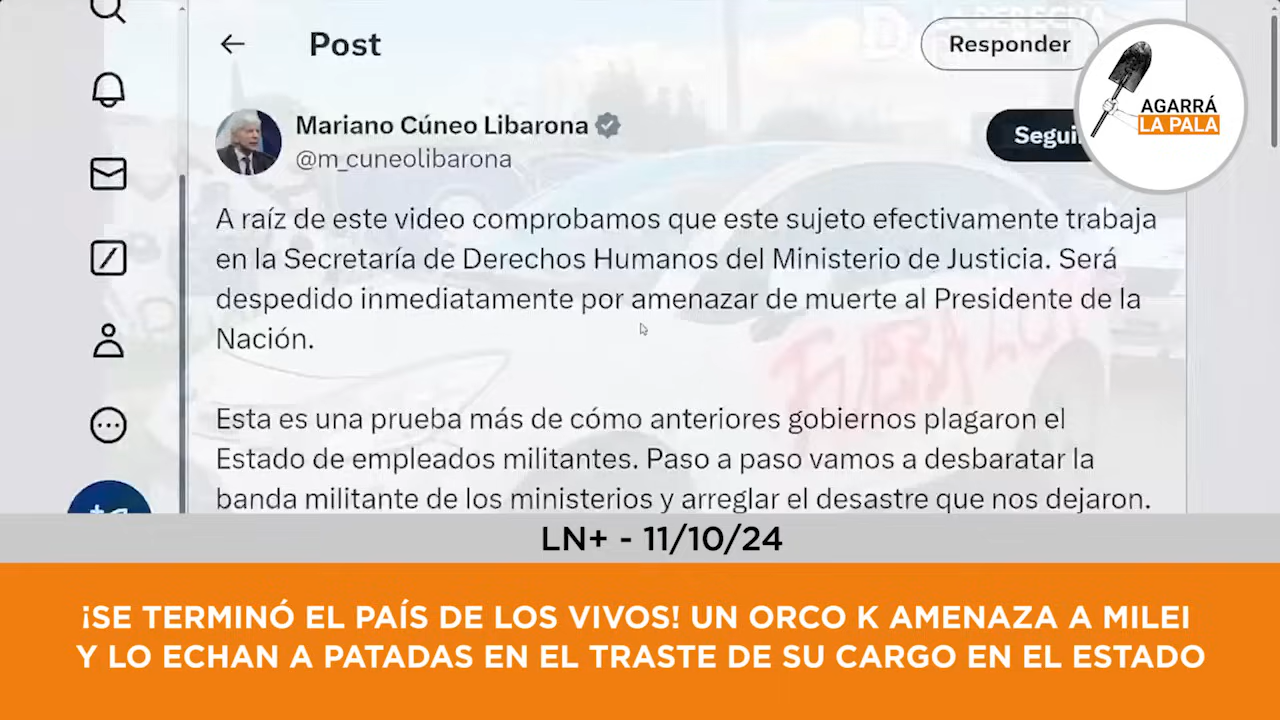 Post
Responder
AGARRÁ
LA PALA
Mariano Cúneo Libarona
@m_cuneolibarona
A raíz de este video comprobamos que este sujeto efectivamente trabaja
en la Secretaría de Derechos Humanos del Ministerio de Justicia. Será
despedido inmediatamente por amenazar de muerte al Presidente de la
Nación.
Esta es una prueba más de cómo anteriores gobiernos plagaron el
Estado de empleados militantes. Paso a paso vamos a desbaratar la
banda militante de los ministerios y arreglar el desastre que nos dejaron.
LN+ - 11/10/24
¡SE TERMINÓ EL PAÍS DE LOS VIVOS! UN ORCO K AMENAZA A MILEI
Y LO ECHAN A PATADAS EN EL TRASTE DE SU CARGO EN EL ESTADO